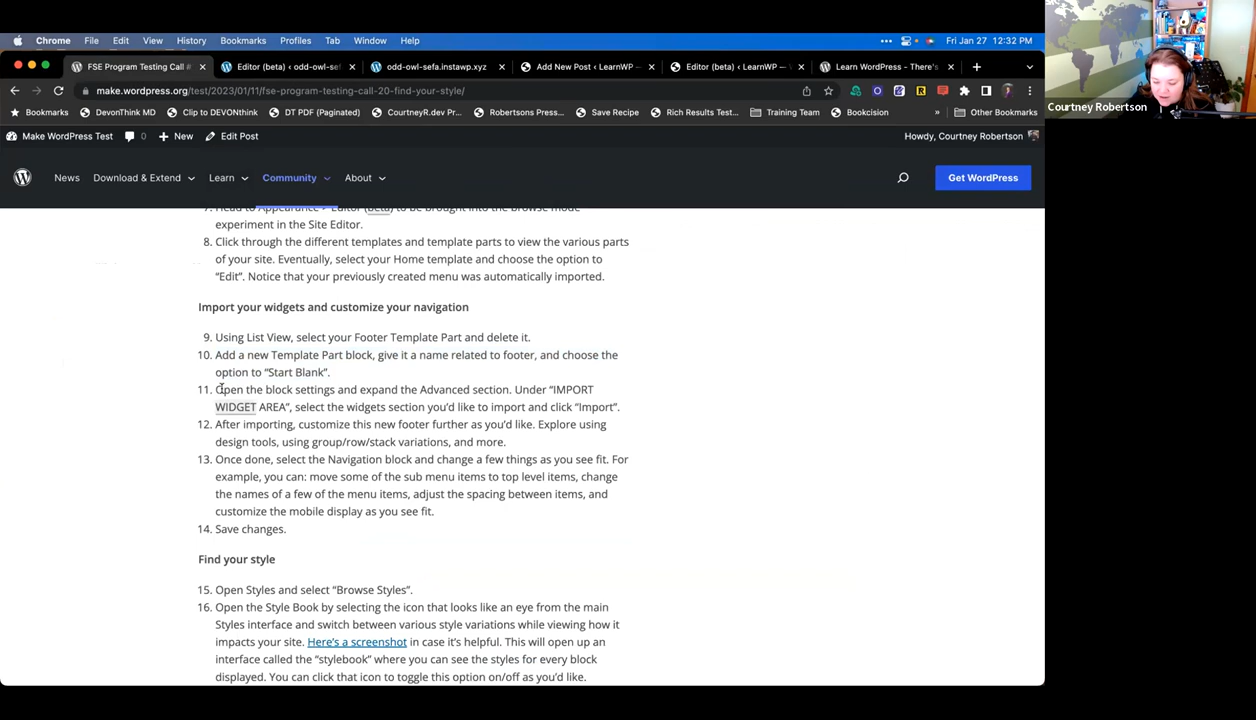 Chrome File Edit View History Bookmarks Profiles Tab Window Help Fri Jan 27 12:32 PM
FSE Program Testing Call # Editor (beta) ‹ odd-owl-sef odd-owl-sefa.instawp.xyz Add New Post ‹ LearnWP — Editor (beta) ‹ LearnWP — Learn WordPress - There's
make.wordpress.org/test/2023/01/11/fse-program-testing-call-20-find-your-style/
Bookmarks DevonThink MD Clip to DEVONthink DT PDF (Paginated) CourtneyR.dev Pr... Robertsons Press... Save Recipe Rich Results Test... Training Team Bookcision » Other Bookmarks
Courtney Robertson
Make WordPress Test 0 New Edit Post Howdy, Courtney Robertson
News Download & Extend Learn Community About Get WordPress
7. Head to Appearance > Editor (beta) to be brought into the browse mode
experiment in the Site Editor.
8. Click through the different templates and template parts to view the various parts
of your site. Eventually, select your Home template and choose the option to
“Edit”. Notice that your previously created menu was automatically imported.
Import your widgets and customize your navigation
9. Using List View, select your Footer Template Part and delete it.
10. Add a new Template Part block, give it a name related to footer, and choose the
option to “Start Blank”.
11. Open the block settings and expand the Advanced section. Under “IMPORT
WIDGET AREA”, select the widgets section you’d like to import and click “Import”.
12. After importing, customize this new footer further as you’d like. Explore using
design tools, using group/row/stack variations, and more.
13. Once done, select the Navigation block and change a few things as you see fit. For
example, you can: move some of the sub menu items to top level items, change
the names of a few of the menu items, adjust the spacing between items, and
customize the mobile display as you see fit.
14. Save changes.
Find your style
15. Open Styles and select “Browse Styles”.
16. Open the Style Book by selecting the icon that looks like an eye from the main
Styles interface and switch between various style variations while viewing how it
impacts your site. Here’s a screenshot in case it’s helpful. This will open up an
interface called the “stylebook” where you can see the styles for every block
displayed. You can click that icon to toggle this option on/off as you’d like.